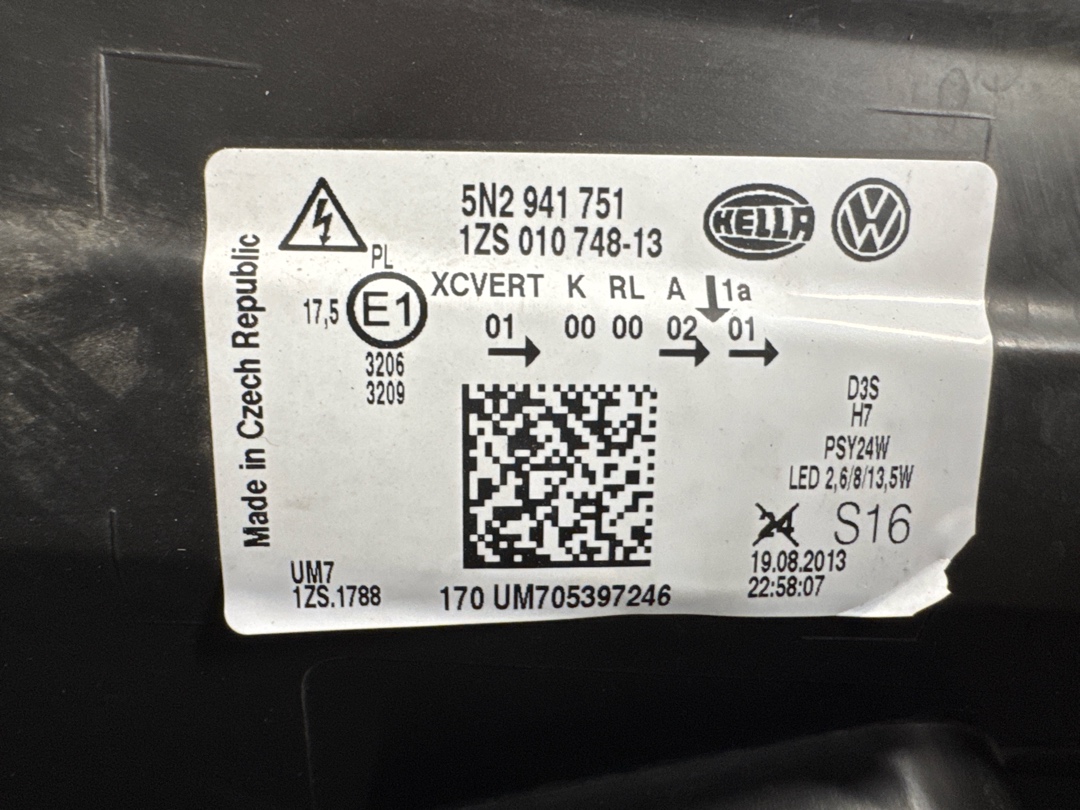 5N2 941 751
1ZS 010 748-13
HELLA
VW
PL
17,5
E1
XCVERT K RL A ↓ 1a
01 00 00 02 01
→ → →
3206
3209
Made in Czech Republic
D3S
H7
PSY24W
LED 2,6/8/13,5W
24 S16
19.08.2013
22:58:07
UM7
1ZS.1788
170 UM705397246